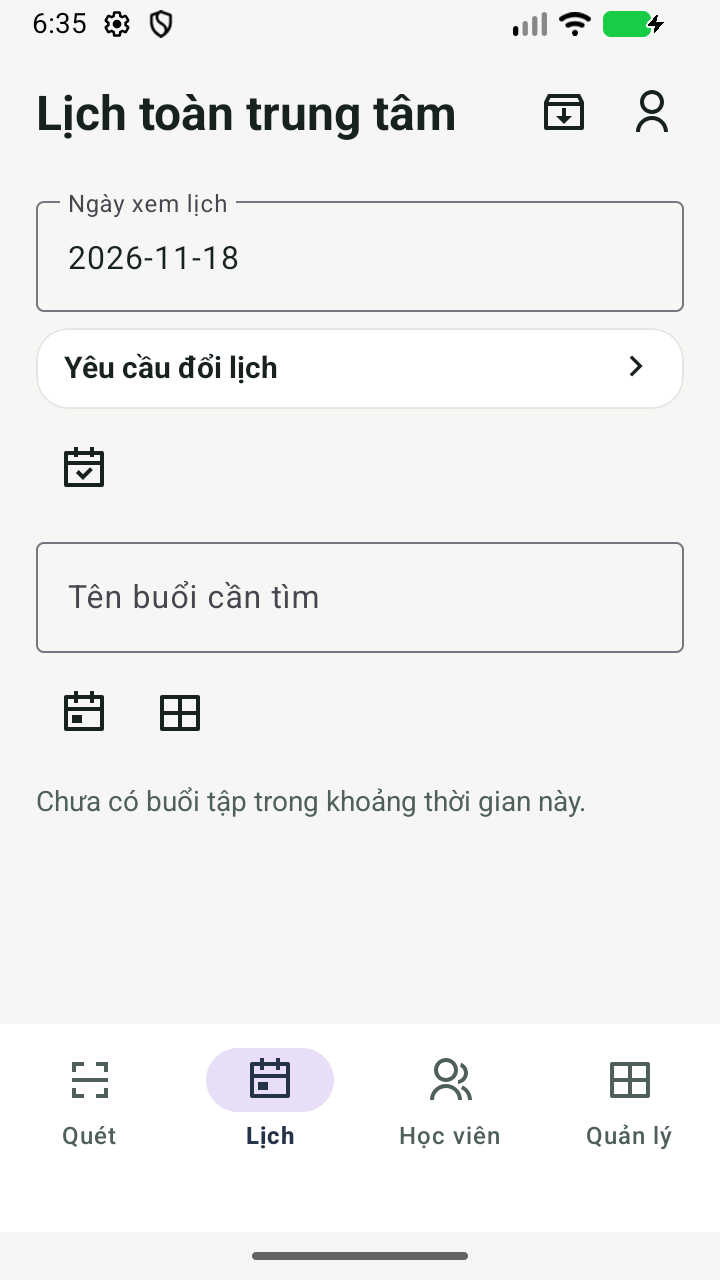 6:35
Lịch toàn trung tâm
Ngày xem lịch
2026-11-18
Yêu cầu đổi lịch
Tên buổi cần tìm
Chưa có buổi tập trong khoảng thời gian này.
Quét
Lịch
Học viên
Quản lý